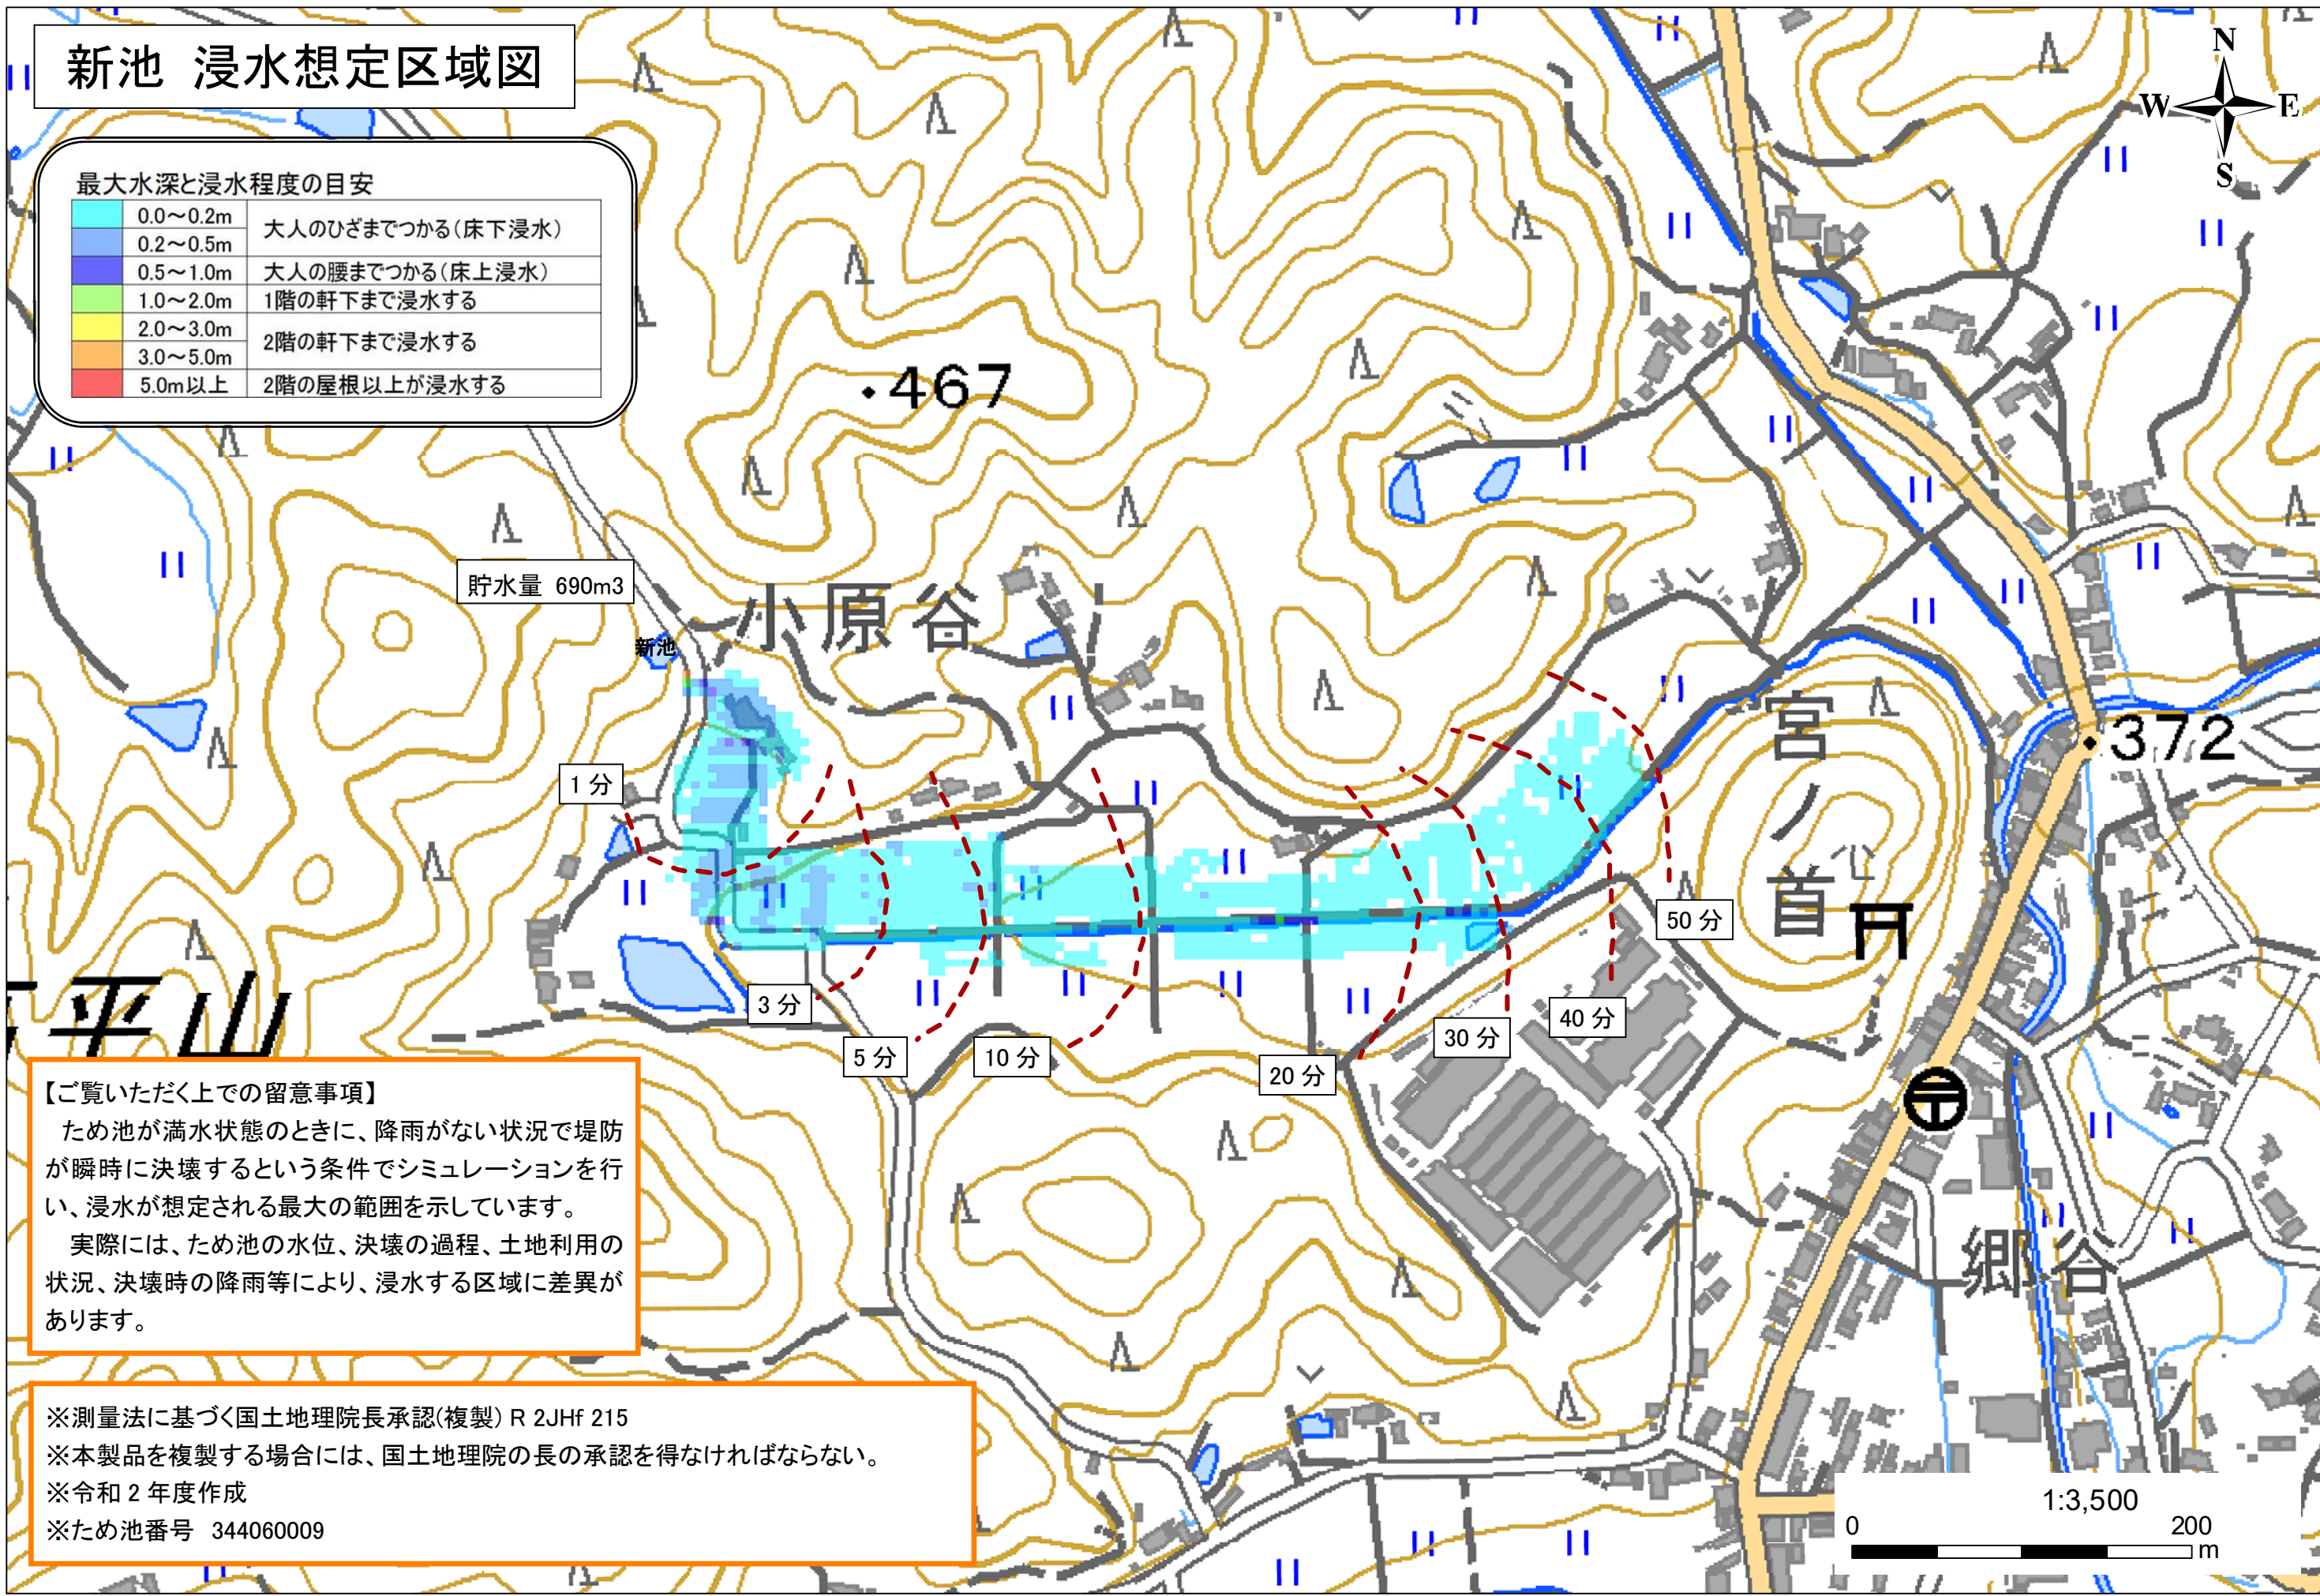 新池 浸水想定区域図
N
W E
S
最大水深と浸水程度の目安
0.0～0.2m
大人のひざまでつかる(床下浸水)
0.2～0.5m
0.5～1.0m 大人の腰までつかる(床上浸水)
1.0～2.0m 1階の軒下まで浸水する
2.0～3.0m
2階の軒下まで浸水する
3.0～5.0m
5.0m以上 2階の屋根以上が浸水する
・467
貯水量 690m3
小原谷
新池
宮ノ首
・372
1分
3分
5分
10分
20分
30分
40分
50分
平山
郷谷
【ご覧いただく上での留意事項】
ため池が満水状態のときに、降雨がない状況で堤防
が瞬時に決壊するという条件でシミュレーションを行
い、浸水が想定される最大の範囲を示しています。
実際には、ため池の水位、決壊の過程、土地利用の
状況、決壊時の降雨等により、浸水する区域に差異が
あります。
※測量法に基づく国土地理院長承認(複製) R 2JHf 215
※本製品を複製する場合には、国土地理院の長の承認を得なければならない。
※令和2年度作成
※ため池番号 344060009
1:3,500
0 200
m